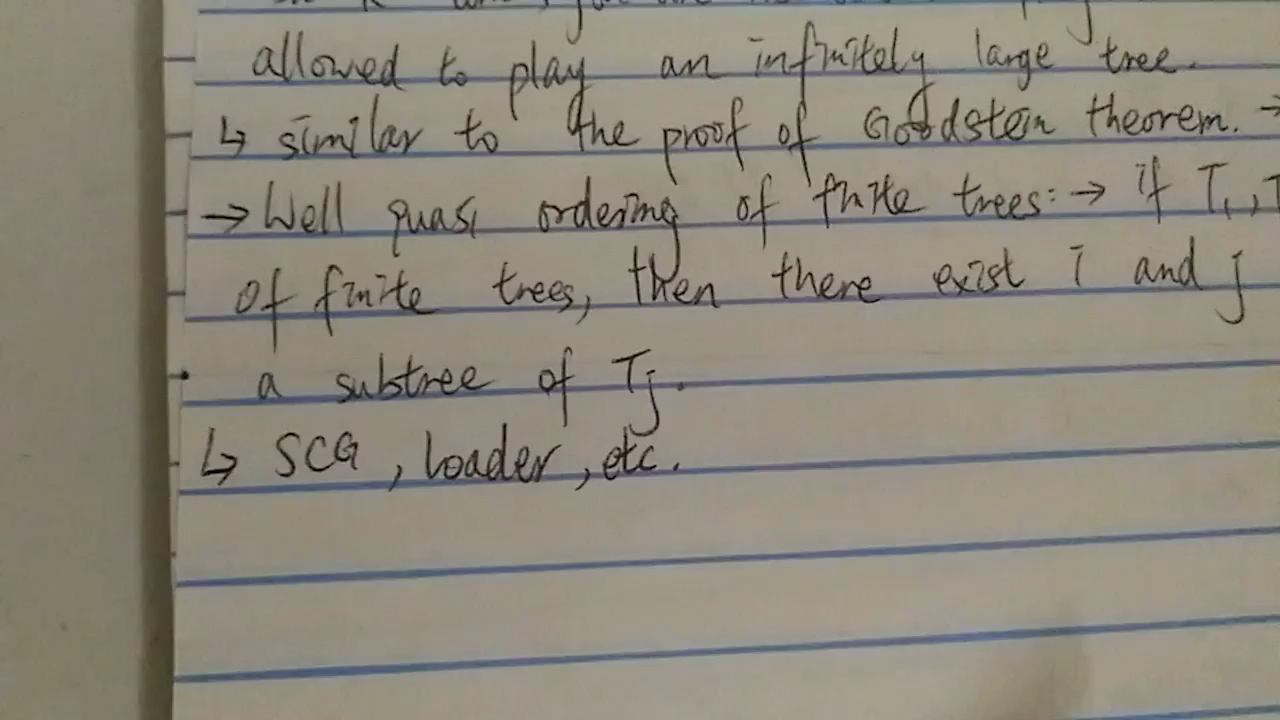 allowed to play an infinitely large tree.
↳ similar to the proof of Goodstein theorem. →
→ Well quasi ordering of finite trees: → if T₁, T
of finite trees, then there exist i and j
a subtree of Tj.
↳ SCG, loader, etc.